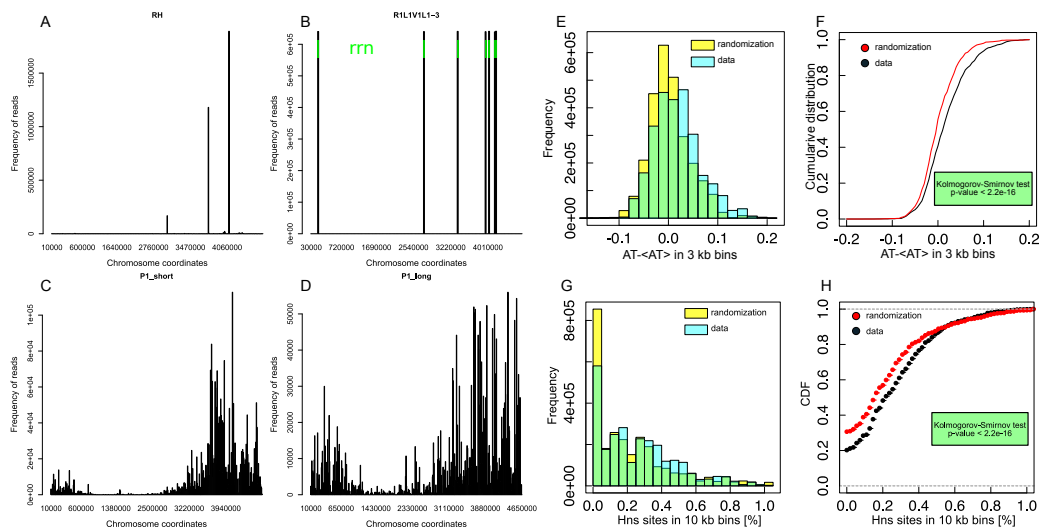 A
RH
Frequency of reads
0
500000
1000000
1500000
10000 600000 1640000 2760000 3470000 4060000
Chromosome coordinates
B
R1L1V1L1−3
rrn
Frequency of reads
0e+00
1e+05
2e+05
3e+05
4e+05
5e+05
6e+05
30000 720000 1690000 2540000 3220000 4010000
Chromosome coordinates
C
P1_short
Frequency of reads
0e+00
2e+04
4e+04
6e+04
8e+04
1e+05
10000 600000 1380000 2250000 3120000 3940000
Chromosome coordinates
D
P1_long
Frequency of reads
0
10000
20000
30000
40000
50000
10000 650000 1430000 2330000 3110000 3880000 4650000
Chromosome coordinates
E
randomization
data
Frequency
0e+00
2e+05
4e+05
6e+05
-0.1 0.0 0.1 0.2
AT-<AT> in 3 kb bins
F
randomization
data
Cumularive distribution
0.0 0.2 0.4 0.6 0.8 1.0
Kolmogorov-Smirnov test
p-value < 2.2e-16
-0.2 -0.1 0.0 0.1 0.2
AT-<AT> in 3 kb bins
G
randomization
data
Frequency
0e+00
2e+05
4e+05
8e+05
0.0 0.2 0.4 0.6 0.8 1.0
Hns sites in 10 kb bins [%]
H
randomization
data
CDF
0.0 0.2 0.4 0.6 0.8 1.0
Kolmogorov-Smirnov test
p-value < 2.2e-16
0.0 0.2 0.4 0.6 0.8 1.0
Hns sites in 10 kb bins [%]